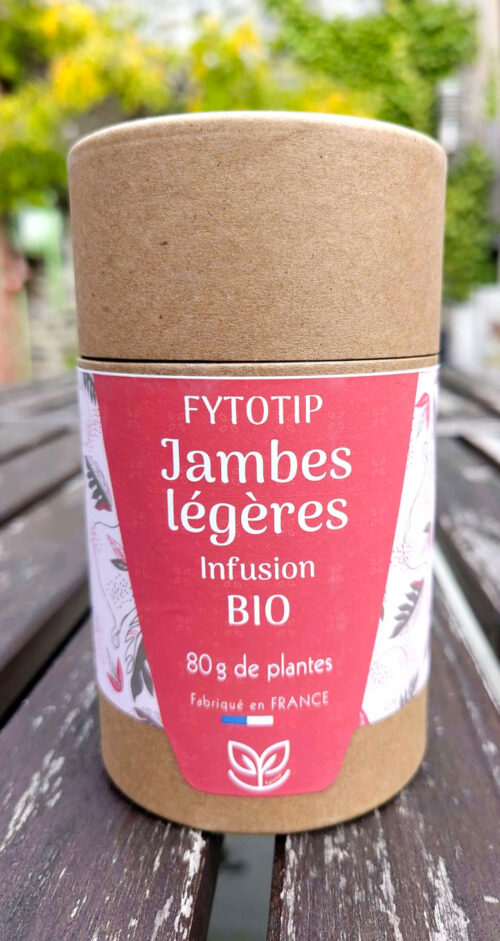 FYTOTIP
Jambes
légères
Infusion
BIO
80g de plantes
Fabriqué en FRANCE